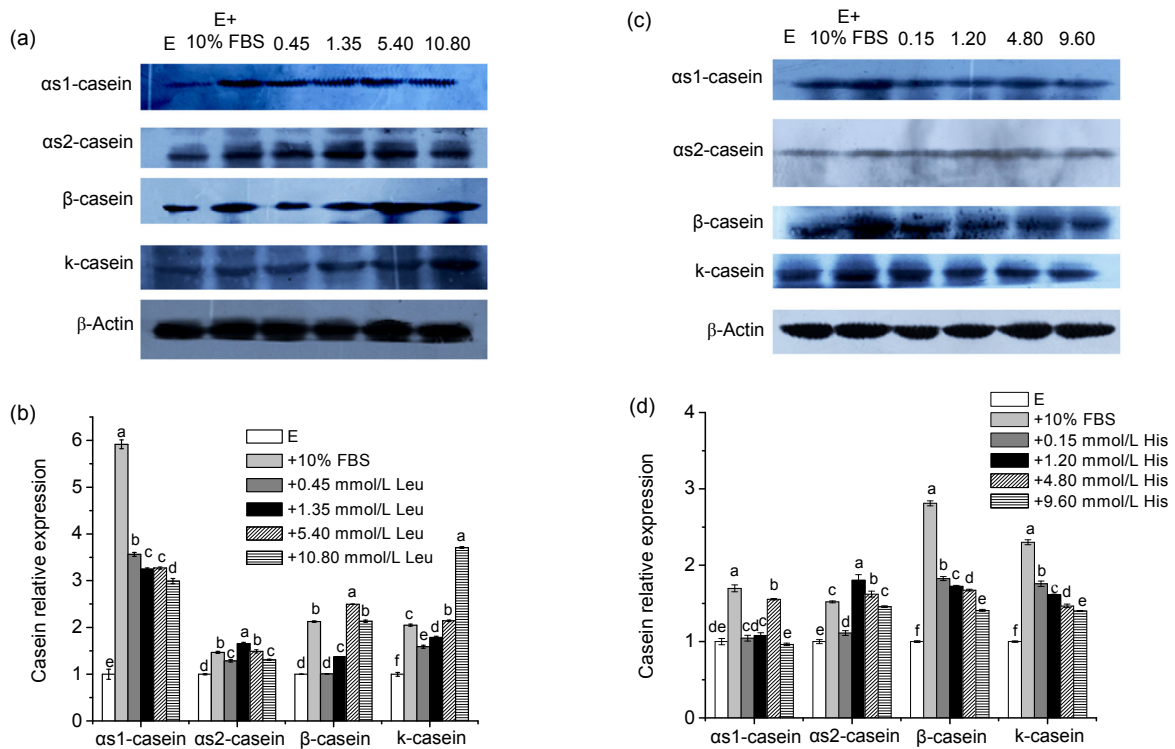 (a)
E+
E 10% FBS 0.45 1.35 5.40 10.80
αs1-casein
αs2-casein
β-casein
k-casein
β-Actin
(c)
E+
E 10% FBS 0.15 1.20 4.80 9.60
αs1-casein
αs2-casein
β-casein
k-casein
β-Actin
(b)
Casein relative expression
6
5
4
3
2
1
0
E
+10% FBS
+0.45 mmol/L Leu
+1.35 mmol/L Leu
+5.40 mmol/L Leu
+10.80 mmol/L Leu
e a b c c d
d b c a b c
d b d c a b
f c e d b a
αs1-casein αs2-casein β-casein k-casein
(d)
Casein relative expression
4
3
2
1
0
E
+10% FBS
+0.15 mmol/L His
+1.20 mmol/L His
+4.80 mmol/L His
+9.60 mmol/L His
de a cd c b e
e c d a b c
f a b c d e
f a b c d e
αs1-casein αs2-casein β-casein k-casein